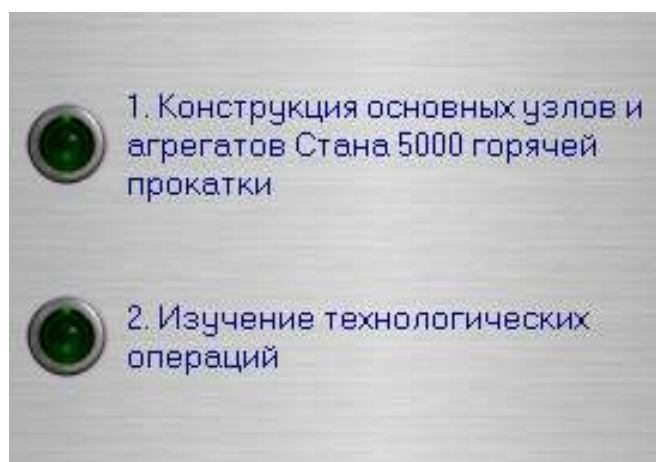 1. Конструкция основных узлов и
агрегатов Стана 5000 горячей
прокатки
2. Изучение технологических
операций